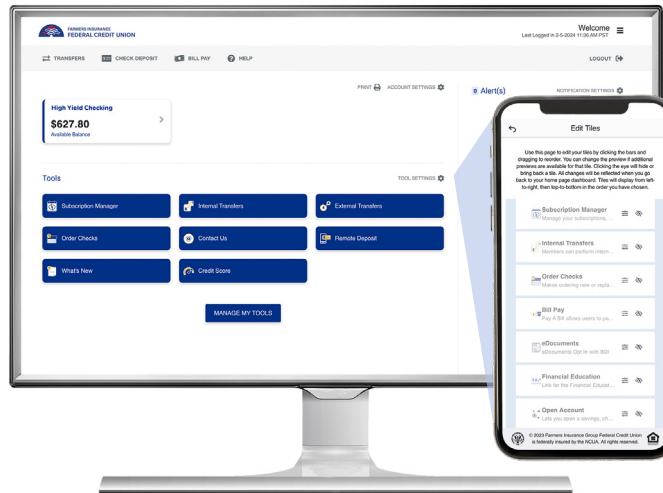 FARMERS INSURANCE
FEDERAL CREDIT UNION
Welcome
Last Logged in 2-5-2024 11:36 AM PST
TRANSFERS
CHECK DEPOSIT
BILL PAY
HELP
LOGOUT
PRINT
ACCOUNT SETTINGS
0 Alert(s)
NOTIFICATION SETTINGS
High Yield Checking
$627.80
Available Balance
Tools
TOOL SETTINGS
Subscription Manager
Internal Transfers
External Transfers
Order Checks
Contact Us
Remote Deposit
What's New
Credit Score
MANAGE MY TOOLS
Edit Tiles
Use this page to edit your tiles by clicking the bars and
dragging to reorder. You can change the preview if additional
previews are available for that tile. Clicking the eye will hide or
bring back a tile. All changes will be reflected when you go
back to your home page dashboard. Tiles will display from left-
to-right, then top-to-bottom in the order you have chosen.
Subscription Manager
Manage your subscriptions, ...
Internal Transfers
Members can perform intern...
Order Checks
Makes ordering new or repla...
Bill Pay
Pay A Bill allows users to pa...
eDocuments
eDocuments Opt In with BGI
Financial Education
Link for the Financial Educat...
Open Account
Lets you open a savings, ch...
© 2023 Farmers Insurance Group Federal Credit Union
is federally insured by the NCUA. All rights reserved.